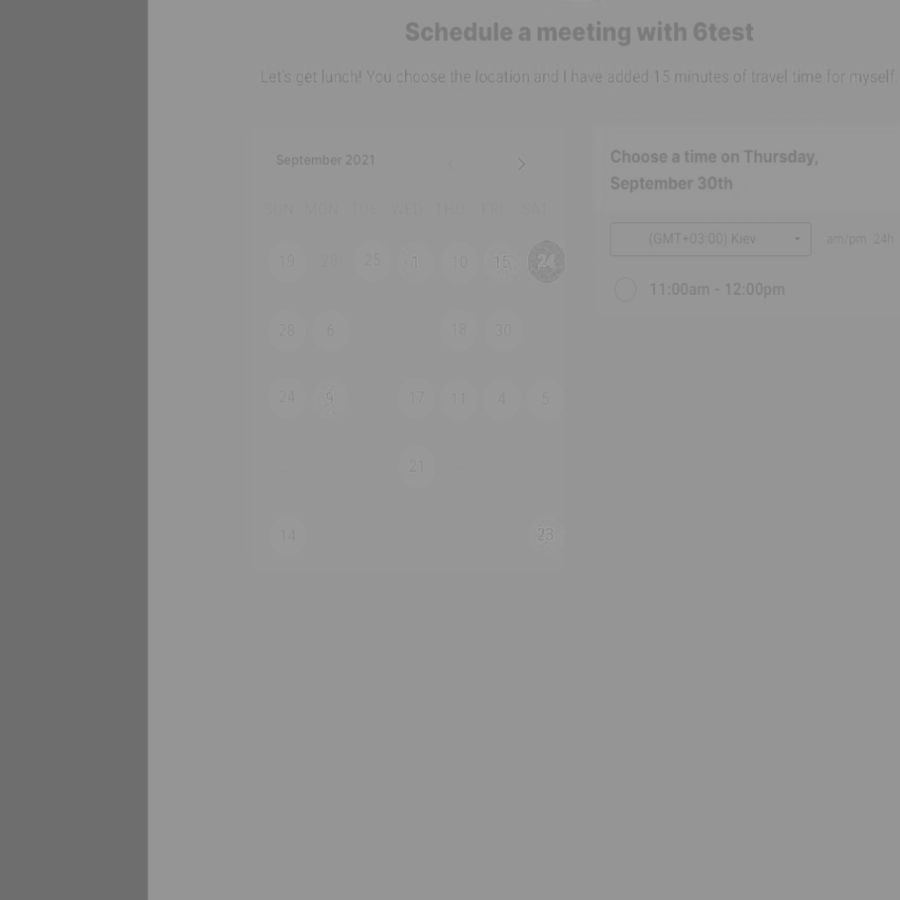 Schedule a meeting with 6test
Let's get lunch! You choose the location and I have added 15 minutes of travel time for myself.
September 2021
SUN MON TUE WED THU FRI SAT
19 22 25 1 10 15 24
28 6 18 30
24 9 17 11 4 5
21
14 23
Choose a time on Thursday,
September 30th
(GMT+03:00) Kiev am/pm 24h
11:00am - 12:00pm